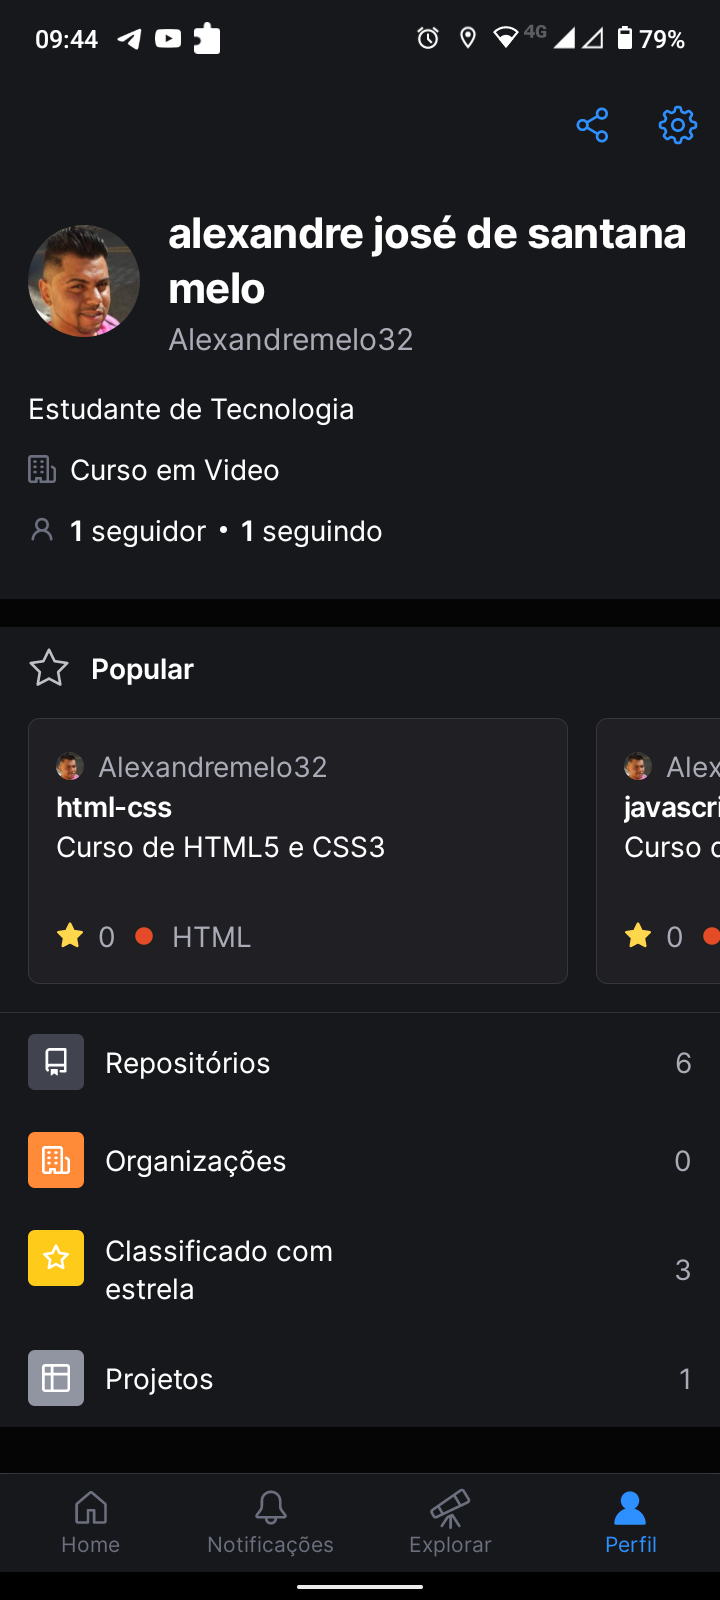 09:44 4G 79%
alexandre josé de santana
melo
Alexandremelo32
Estudante de Tecnologia
Curso em Video
1 seguidor • 1 seguindo
Popular
Alexandremelo32
html-css
Curso de HTML5 e CSS3
0 HTML
Alex
javascri
Curso d
0
Repositórios 6
Organizações 0
Classificado com
estrela 3
Projetos 1
Home Notificações Explorar Perfil